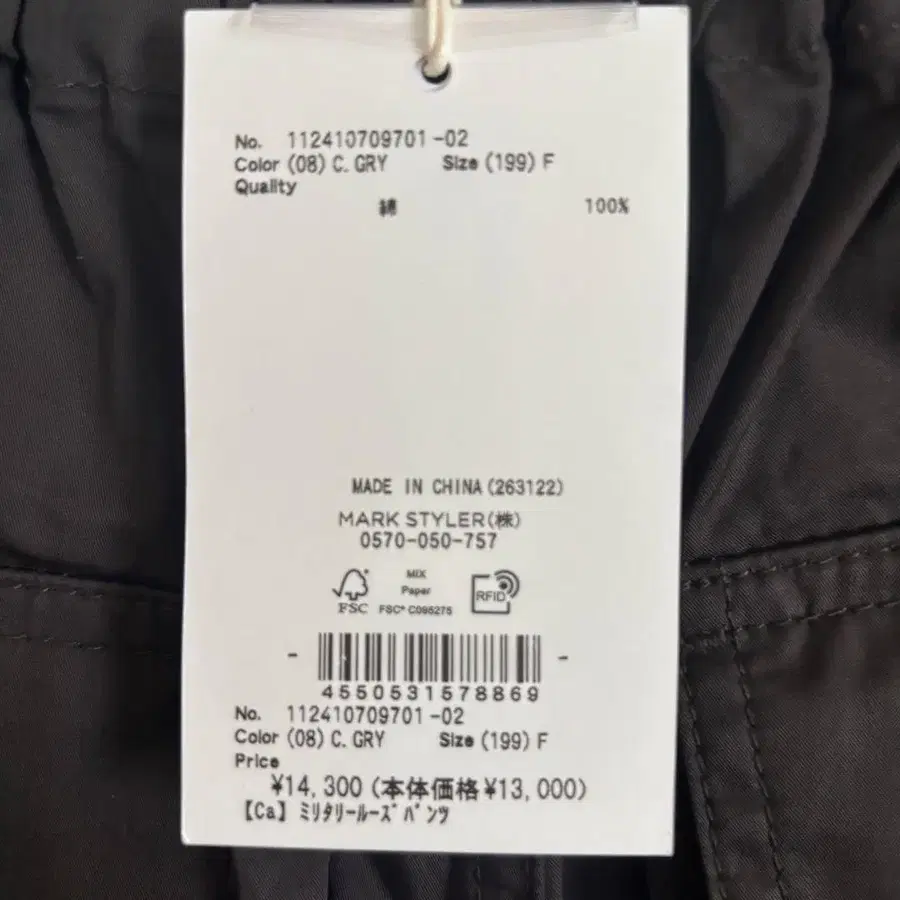 No. 112410709701-02
Color (08) C. GRY Size (199) F
Quality
綿 100%
MADE IN CHINA (263122)
MARK STYLER(株)
0570-050-757
FSC
MIX
Paper
FSC® C095275
RFID
4550531578869
No. 112410709701-02
Color (08) C. GRY Size (199) F
Price
¥14,300 (本体価格¥13,000)
【Ca】ﾐﾘﾀﾘｰﾙｰｽﾞﾊﾟﾝﾂ